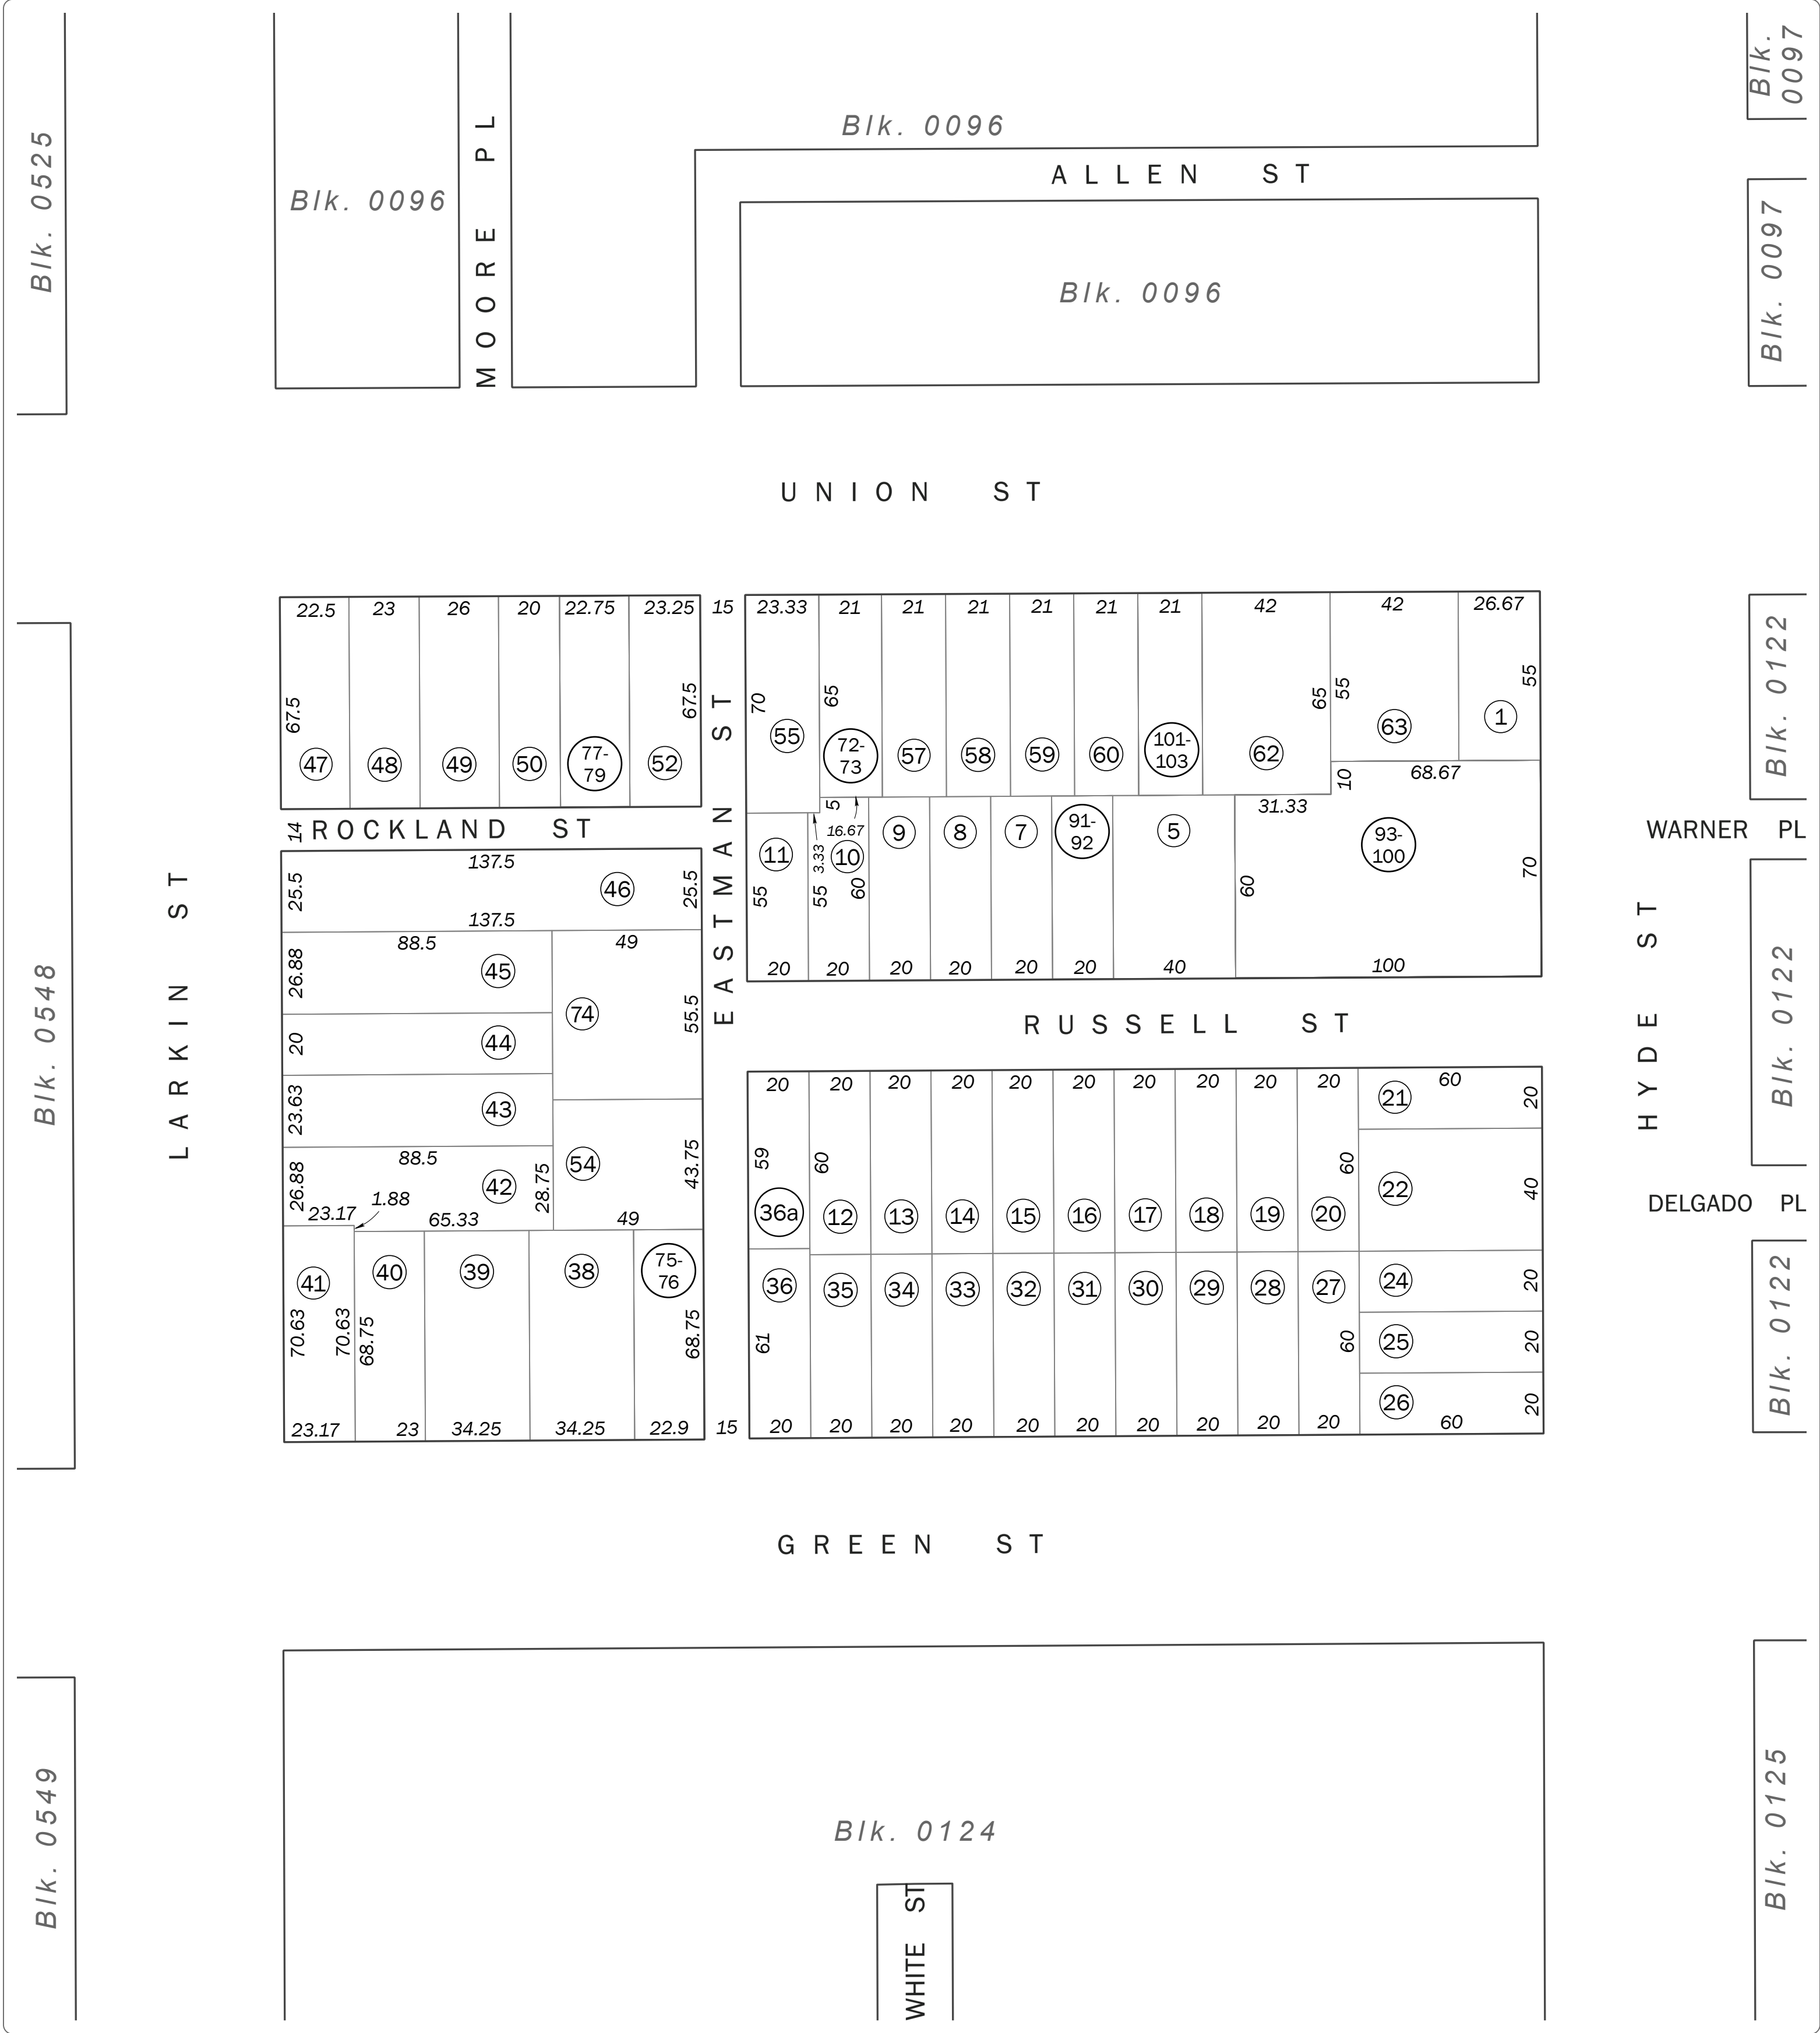 Blk. 0525
Blk. 0096
MOORE PL
Blk. 0096
ALLEN ST
Blk. 0096
Blk.
0097
Blk. 0097
UNION ST
22.5 23 26 20 22.75 23.25 15 23.33 21 21 21 21 21 21 42 42 26.67
67.5 67.5 70 65 65 55 55
47 48 49 50 77-
79 52
55 72-
73 57 58 59 60 101-
103 62 63 1
Blk. 0122
14 ROCKLAND ST
EASTMAN ST
10 68.67
5 31.33
16.67
3.33
11 10 9 8 7 91-
92 5 93-
100
55 55 60 60 70
20 20 20 20 20 20 40 100
WARNER PL
137.5
25.5 46 25.5
137.5
88.5 49
26.88 45
74 55.5
20 44
23.63 43
88.5
26.88 42 28.75 54 43.75
1.88
23.17 65.33 49
41 40 39 38 75-
76
70.63 70.63 68.75 68.75
23.17 23 34.25 34.25 22.9 15
LARKIN ST
Blk. 0548
RUSSELL ST
HYDE ST
Blk. 0122
20 20 20 20 20 20 20 20 20 20 60
21 20
59 60 60
22 40
36a 12 13 14 15 16 17 18 19 20
DELGADO PL
36 35 34 33 32 31 30 29 28 27
24 20
61 60
25 20
26 20
20 20 20 20 20 20 20 20 20 20 60
Blk. 0122
GREEN ST
Blk. 0549
Blk. 0124
WHITE ST
Blk. 0125